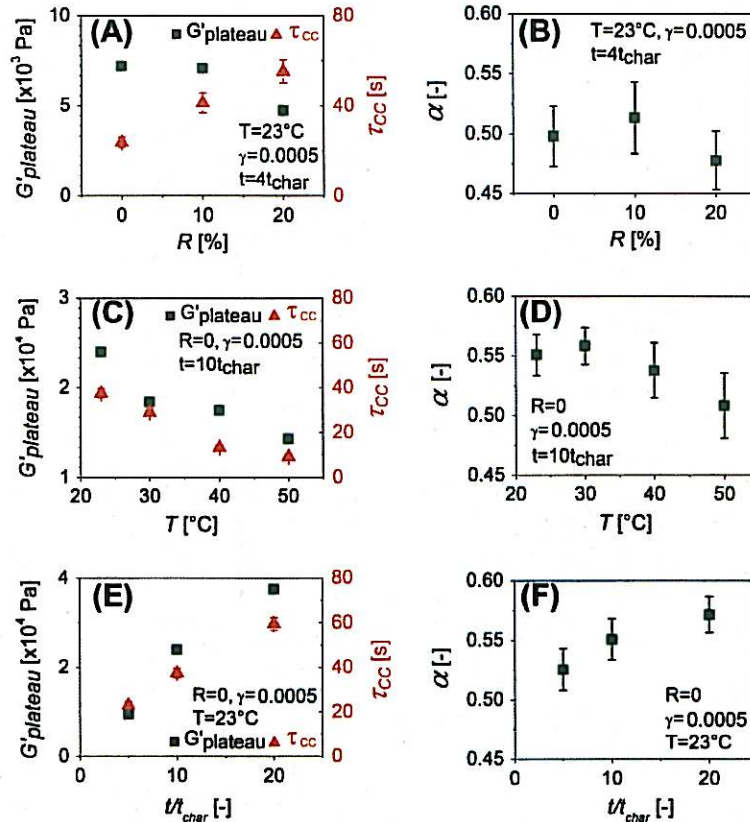 (A)
G'plateau τcc
T=23°C
γ=0.0005
t=4tchar
G'plateau [x10³ Pa]
10
5
0
τCC [s]
80
60
40
20
0
0 10 20
R [%]
(B)
T=23°C, γ=0.0005
t=4tchar
α [-]
0.60
0.55
0.50
0.45
0 10 20
R [%]
(C)
G'plateau τcc
R=0, γ=0.0005
t=10tchar
G'plateau [x10⁴ Pa]
3
2
1
τCC [s]
80
60
40
20
0
20 30 40 50
T [°C]
(D)
R=0
γ=0.0005
t=10tchar
α [-]
0.60
0.55
0.50
0.45
20 30 40 50
T [°C]
(E)
R=0, γ=0.0005
T=23°C
G'plateau τcc
G'plateau [x10⁴ Pa]
4
2
0
τCC [s]
80
60
40
20
0
0 10 20
t/tchar [-]
(F)
R=0
γ=0.0005
T=23°C
α [-]
0.60
0.55
0.50
0.45
0 10 20
t/tchar [-]